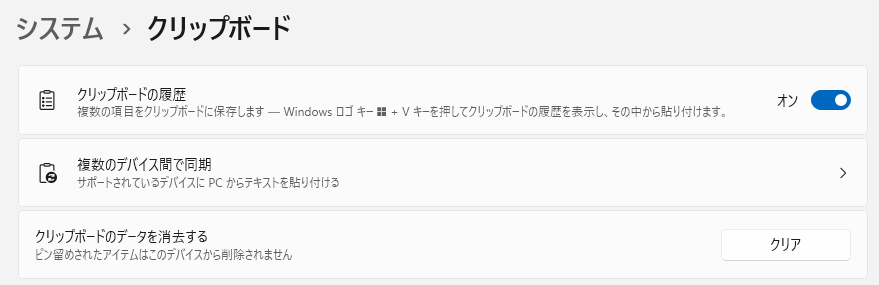 システム › クリップボード
クリップボードの履歴
複数の項目をクリップボードに保存します — Windows ロゴ キー + V キーを押してクリップボードの履歴を表示し、その中から貼り付けます。
オン
複数のデバイス間で同期
サポートされているデバイスに PC からテキストを貼り付ける
クリップボードのデータを消去する
ピン留めされたアイテムはこのデバイスから削除されません
クリア